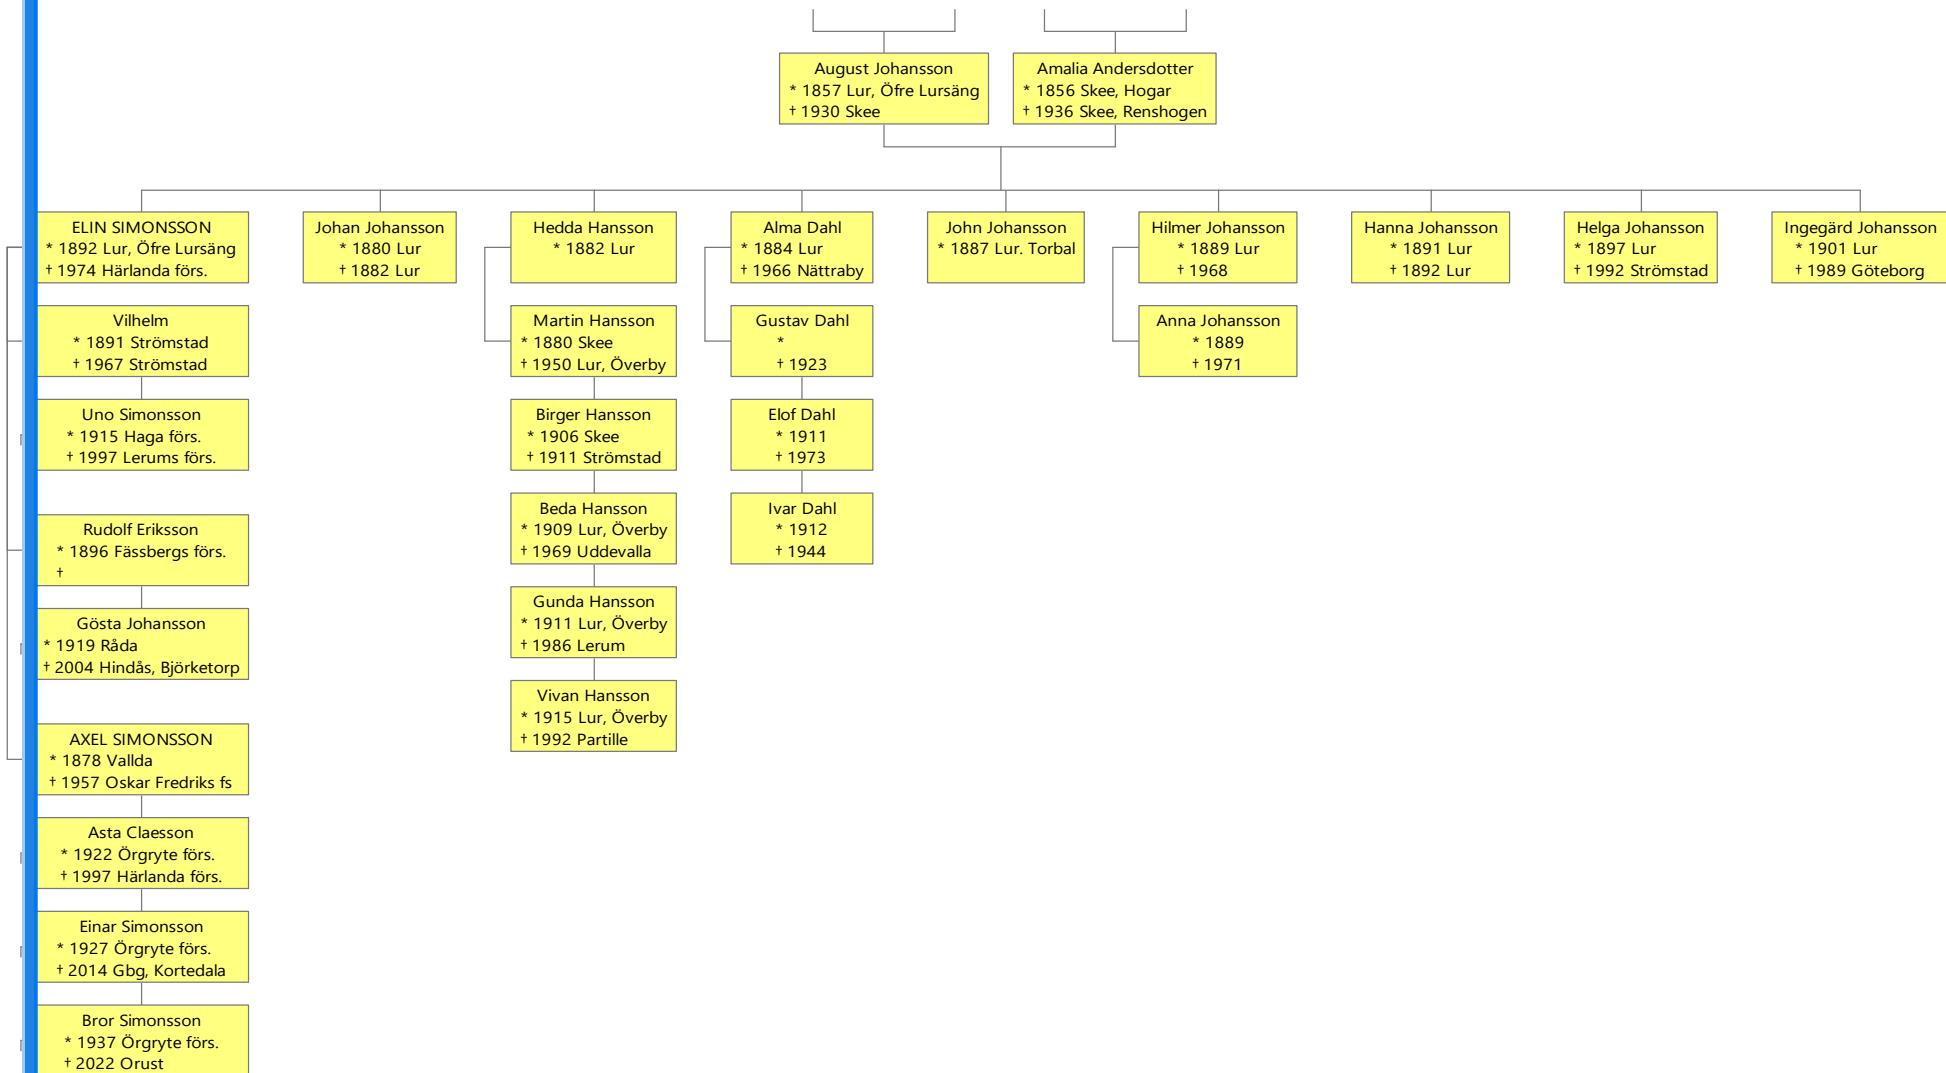 August Johansson
* 1857 Lur, Öfre Lursäng
† 1930 Skee
Amalia Andersdotter
* 1856 Skee, Hogar
† 1936 Skee, Renshogen
ELIN SIMONSSON
* 1892 Lur, Öfre Lursäng
† 1974 Härlanda förs.
Johan Johansson
* 1880 Lur
† 1882 Lur
Hedda Hansson
* 1882 Lur
Alma Dahl
* 1884 Lur
† 1966 Nättraby
John Johansson
* 1887 Lur. Torbal
Hilmer Johansson
* 1889 Lur
† 1968
Hanna Johansson
* 1891 Lur
† 1892 Lur
Helga Johansson
* 1897 Lur
† 1992 Strömstad
Ingegärd Johansson
* 1901 Lur
† 1989 Göteborg
Vilhelm
* 1891 Strömstad
† 1967 Strömstad
Martin Hansson
* 1880 Skee
† 1950 Lur, Överby
Gustav Dahl
*
† 1923
Anna Johansson
* 1889
† 1971
Uno Simonsson
* 1915 Haga förs.
† 1997 Lerums förs.
Birger Hansson
* 1906 Skee
† 1911 Strömstad
Elof Dahl
* 1911
† 1973
Beda Hansson
* 1909 Lur, Överby
† 1969 Uddevalla
Ivar Dahl
* 1912
† 1944
Rudolf Eriksson
* 1896 Fässbergs förs.
†
Gunda Hansson
* 1911 Lur, Överby
† 1986 Lerum
Gösta Johansson
* 1919 Råda
† 2004 Hindås, Björketorp
Vivan Hansson
* 1915 Lur, Överby
† 1992 Partille
AXEL SIMONSSON
* 1878 Vallda
† 1957 Oskar Fredriks fs
Asta Claesson
* 1922 Örgryte förs.
† 1997 Härlanda förs.
Einar Simonsson
* 1927 Örgryte förs.
† 2014 Gbg, Kortedala
Bror Simonsson
* 1937 Örgryte förs.
† 2022 Orust